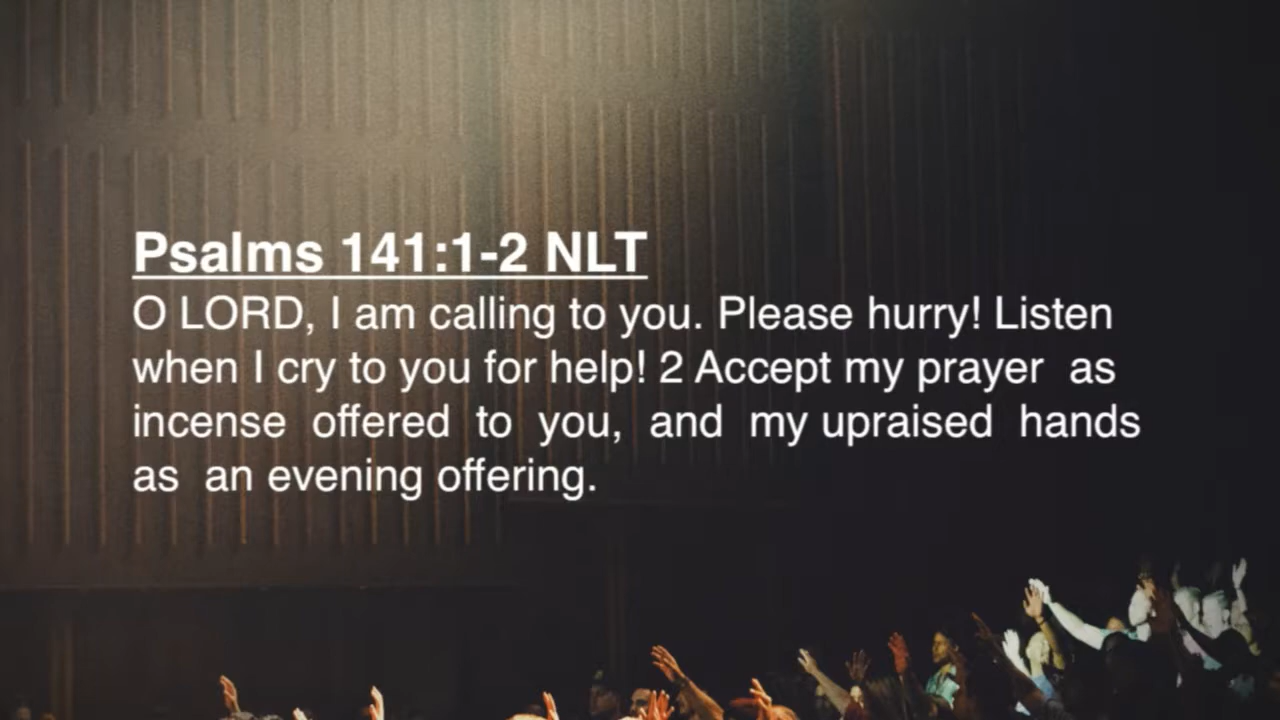 Psalms 141:1-2 NLT
O LORD, I am calling to you. Please hurry! Listen
when I cry to you for help! 2 Accept my prayer  as
incense  offered  to  you,  and  my upraised  hands
as  an evening offering.